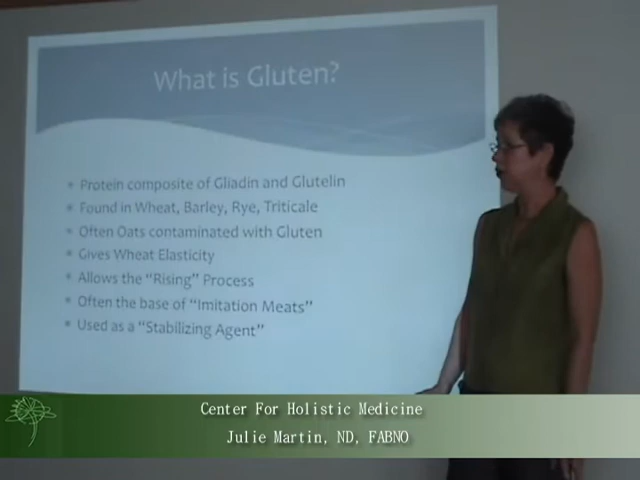 What is Gluten?
Protein composite of Gliadin and Glutelin
Found in Wheat, Barley, Rye, Triticale
Often Oats contaminated with Gluten
Gives Wheat Elasticity
Allows the “Rising” Process
Often the base of “Imitation Meats”
Used as a “Stabilizing Agent”
Center For Holistic Medicine
Julie Martin, ND, FABNO